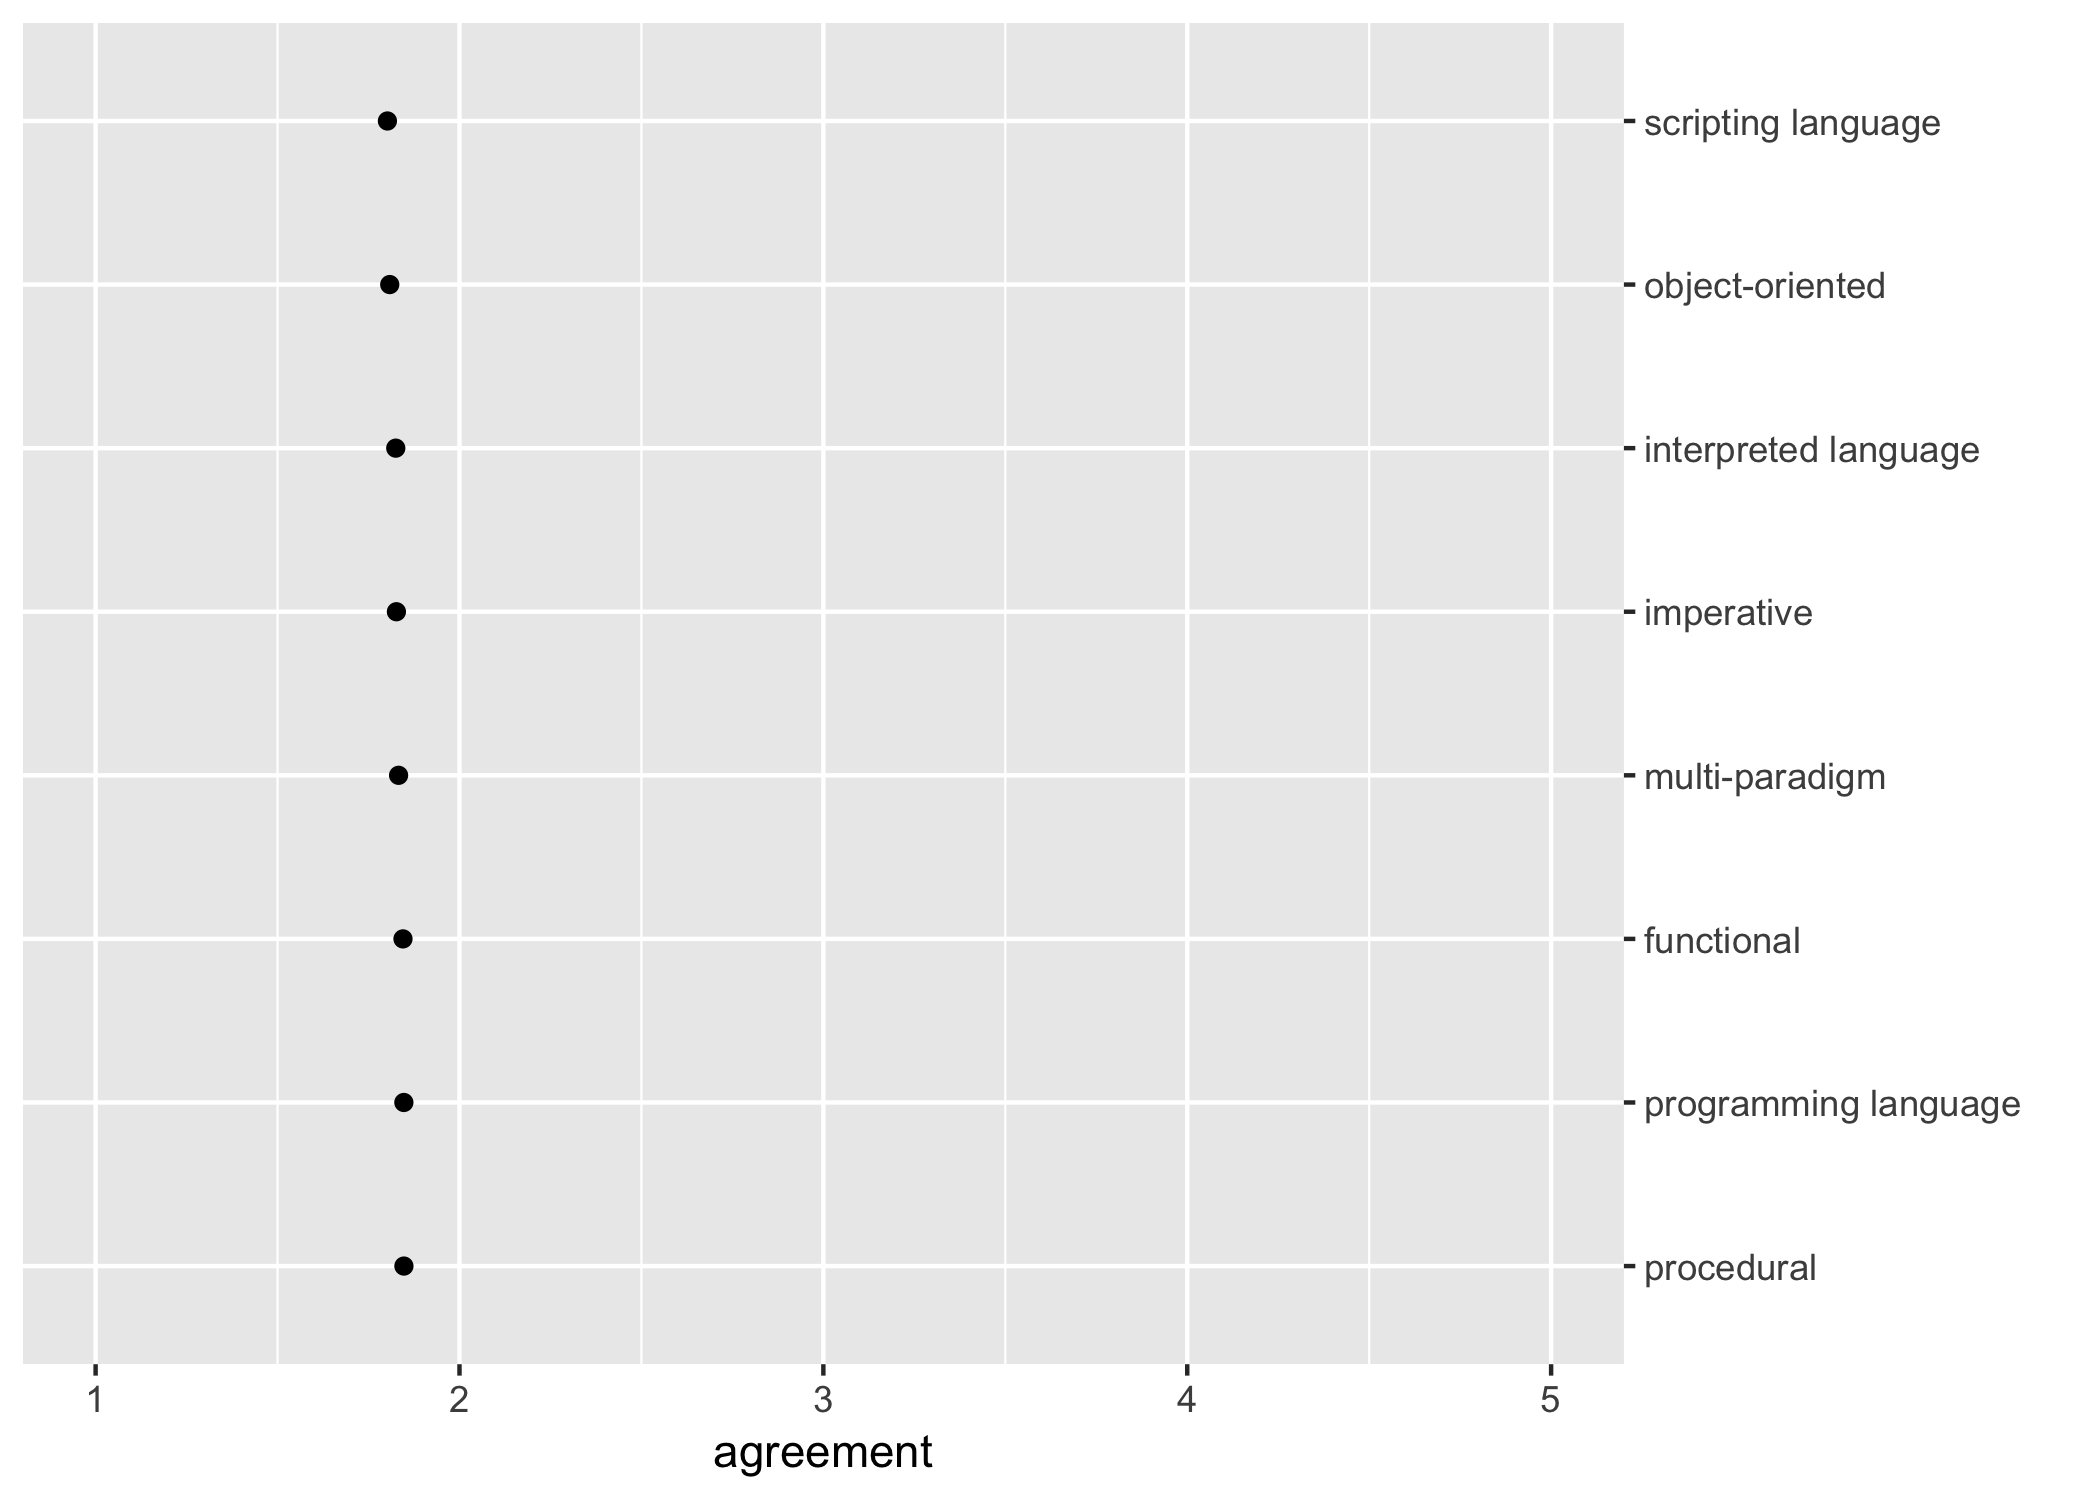 scripting language
object-oriented
interpreted language
imperative
multi-paradigm
functional
programming language
procedural
1 2 3 4 5
agreement